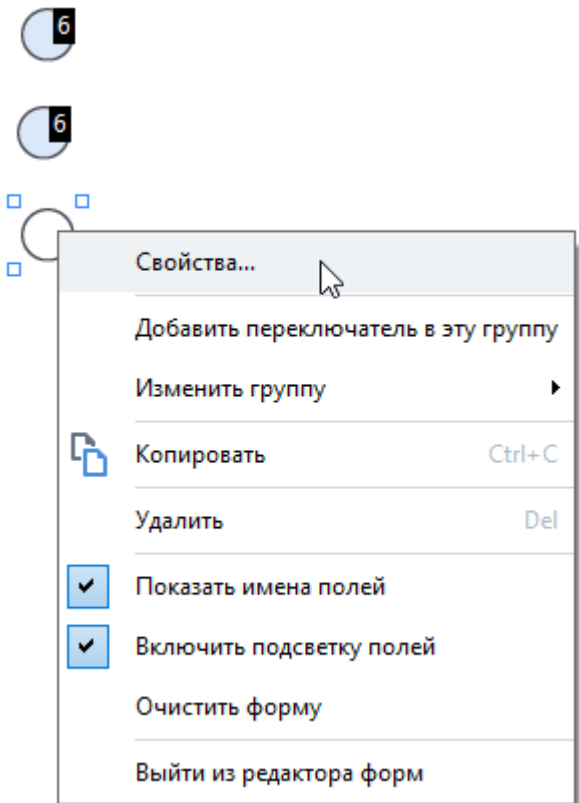 6
6
Свойства...
Добавить переключатель в эту группу
Изменить группу
Копировать Ctrl+C
Удалить Del
Показать имена полей
Включить подсветку полей
Очистить форму
Выйти из редактора форм